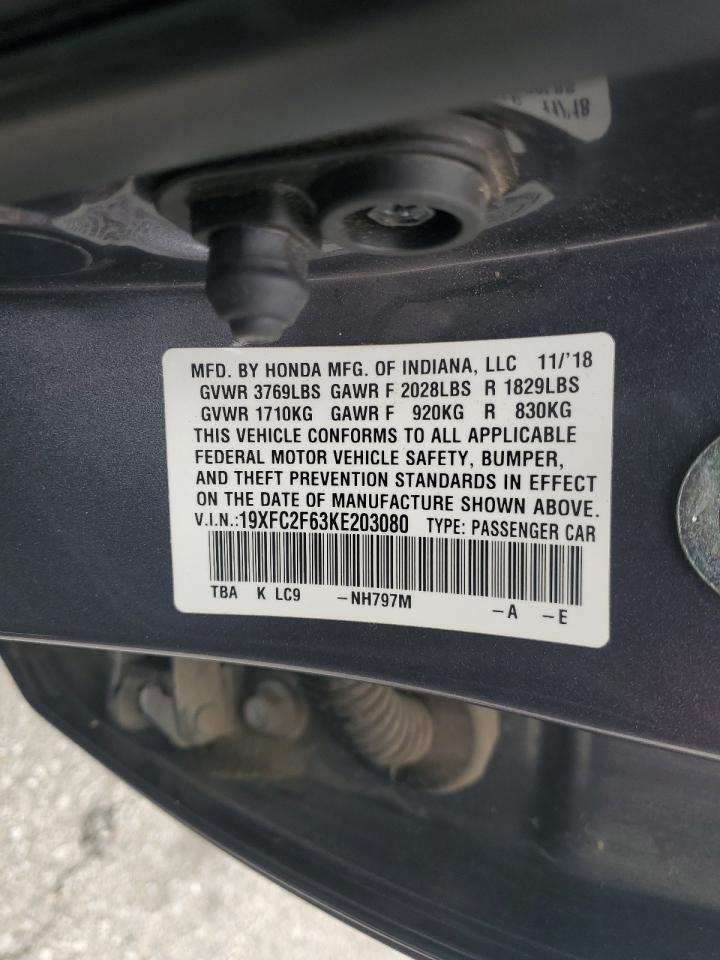 11/'18
MFD. BY HONDA MFG. OF INDIANA, LLC 11/'18
GVWR 3769LBS GAWR F 2028LBS R 1829LBS
GVWR 1710KG GAWR F 920KG R 830KG
THIS VEHICLE CONFORMS TO ALL APPLICABLE
FEDERAL MOTOR VEHICLE SAFETY, BUMPER,
AND THEFT PREVENTION STANDARDS IN EFFECT
ON THE DATE OF MANUFACTURE SHOWN ABOVE.
V.I.N.:19XFC2F63KE203080 TYPE: PASSENGER CAR
TBA K LC9 -NH797M -A -E